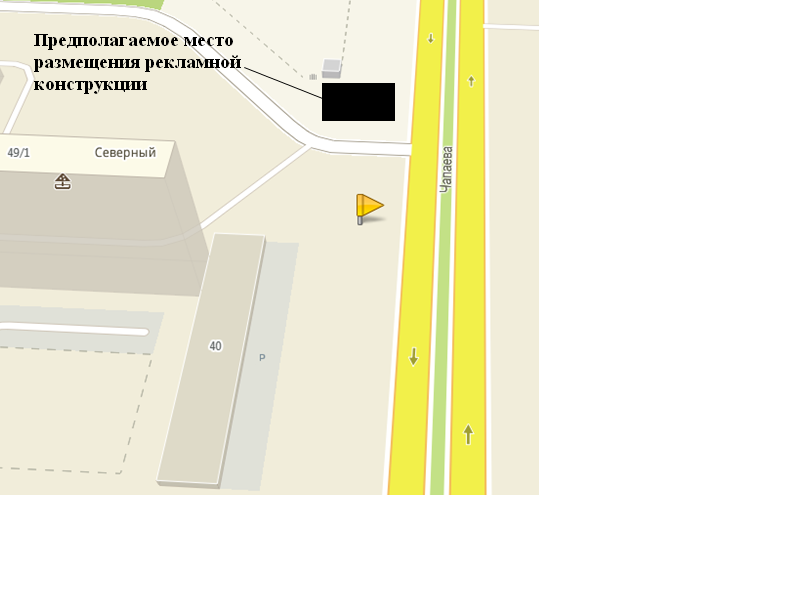 Предполагаемое место
размещения рекламной
конструкции
49/1
Северный
Чапаева
40
P